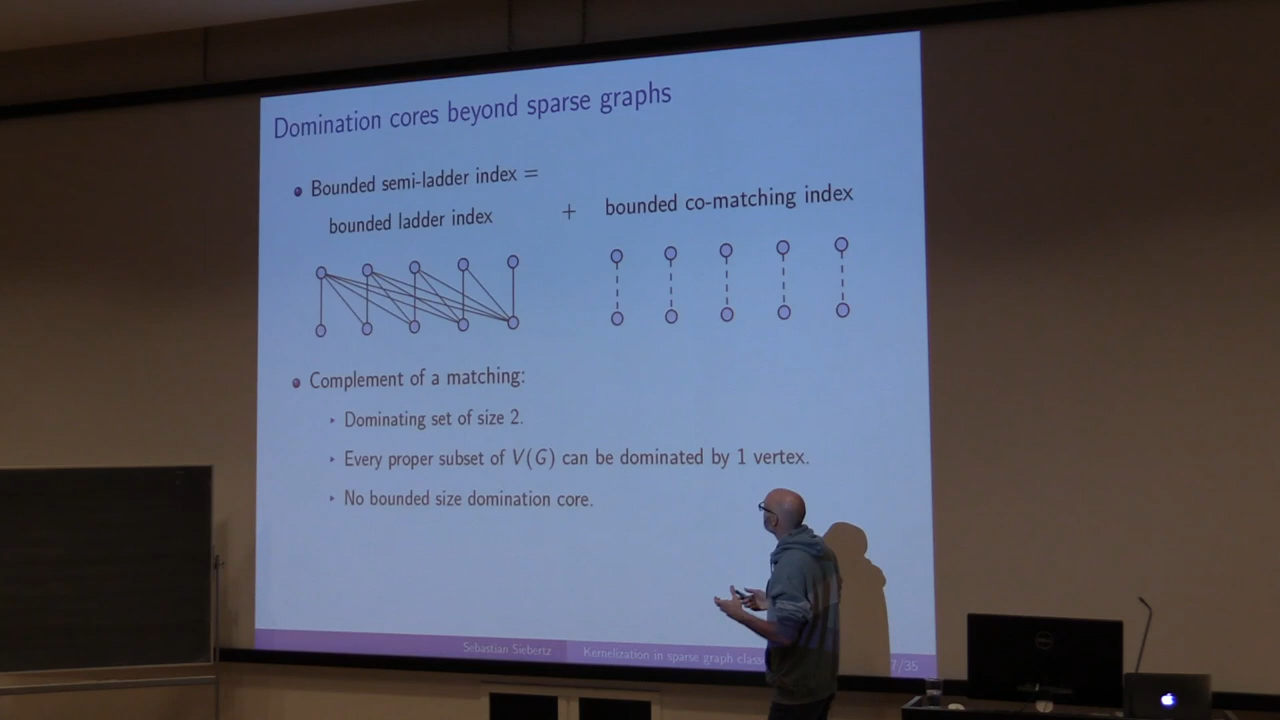 Domination cores beyond sparse graphs
Bounded semi-ladder index =
bounded ladder index + bounded co-matching index
Complement of a matching:
Dominating set of size 2.
Every proper subset of V(G) can be dominated by 1 vertex.
No bounded size domination core.
Sebastian Siebertz Kernelization in sparse graph 7/35
DELL